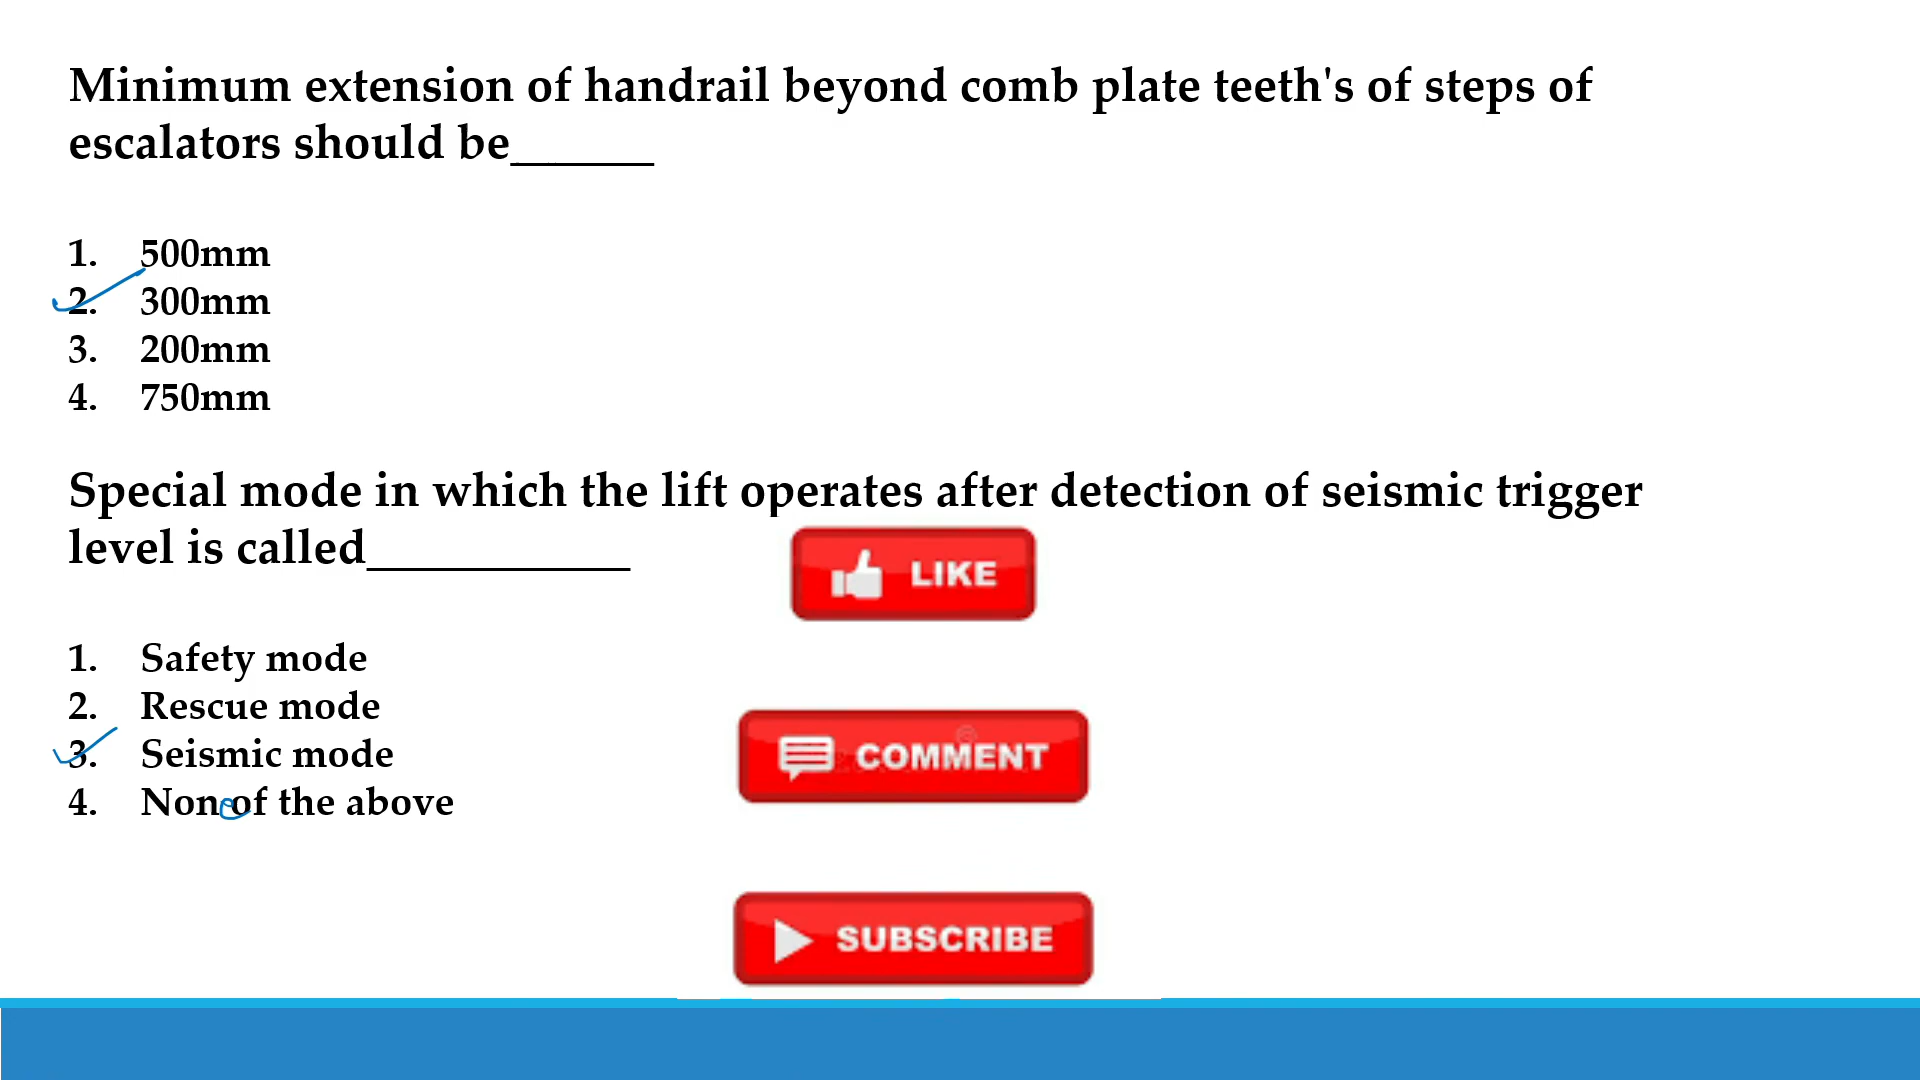 Minimum extension of handrail beyond comb plate teeth's of steps of
escalators should be______
1. 500mm
2. 300mm
3. 200mm
4. 750mm
Special mode in which the lift operates after detection of seismic trigger
level is called___________
LIKE
1. Safety mode
2. Rescue mode
3. Seismic mode
4. Non of the above
COMMENT
SUBSCRIBE